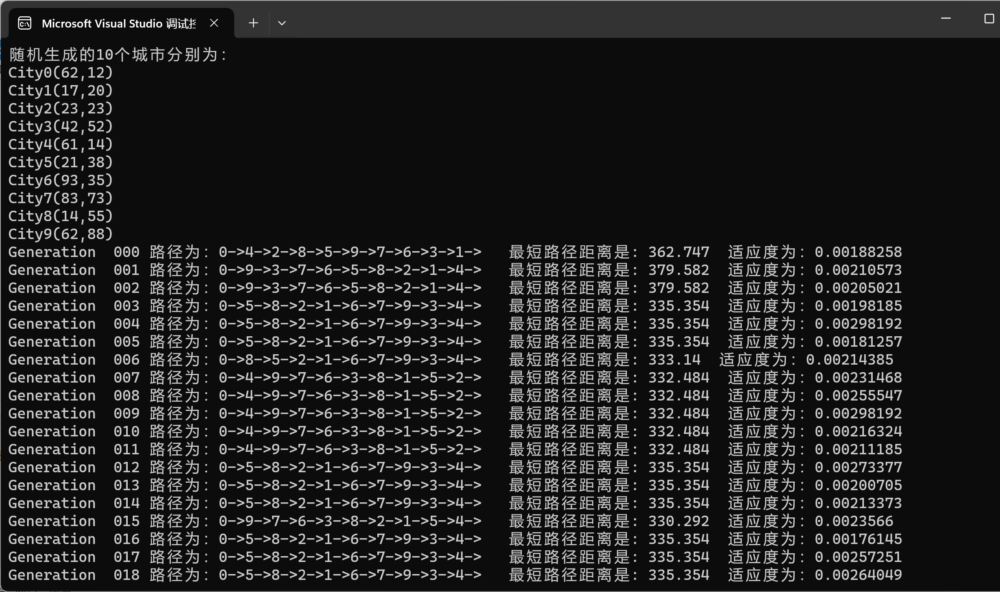 Microsoft Visual Studio 调试控
随机生成的10个城市分别为:
City0(62,12)
City1(17,20)
City2(23,23)
City3(42,52)
City4(61,14)
City5(21,38)
City6(93,35)
City7(83,73)
City8(14,55)
City9(62,88)
Generation  000 路径为: 0->4->2->8->5->9->7->6->3->1->   最短路径距离是: 362.747  适应度为: 0.00188258
Generation  001 路径为: 0->9->3->7->6->5->8->2->1->4->   最短路径距离是: 379.582  适应度为: 0.00210573
Generation  002 路径为: 0->9->3->7->6->5->8->2->1->4->   最短路径距离是: 379.582  适应度为: 0.00205021
Generation  003 路径为: 0->5->8->2->1->6->7->9->3->4->   最短路径距离是: 335.354  适应度为: 0.00198185
Generation  004 路径为: 0->5->8->2->1->6->7->9->3->4->   最短路径距离是: 335.354  适应度为: 0.00298192
Generation  005 路径为: 0->5->8->2->1->6->7->9->3->4->   最短路径距离是: 335.354  适应度为: 0.00181257
Generation  006 路径为: 0->8->5->2->1->6->7->9->3->4->   最短路径距离是: 333.14  适应度为: 0.00214385
Generation  007 路径为: 0->4->9->7->6->3->8->1->5->2->   最短路径距离是: 332.484  适应度为: 0.00231468
Generation  008 路径为: 0->4->9->7->6->3->8->1->5->2->   最短路径距离是: 332.484  适应度为: 0.00255547
Generation  009 路径为: 0->4->9->7->6->3->8->1->5->2->   最短路径距离是: 332.484  适应度为: 0.00298192
Generation  010 路径为: 0->4->9->7->6->3->8->1->5->2->   最短路径距离是: 332.484  适应度为: 0.00216324
Generation  011 路径为: 0->4->9->7->6->3->8->1->5->2->   最短路径距离是: 332.484  适应度为: 0.00211185
Generation  012 路径为: 0->5->8->2->1->6->7->9->3->4->   最短路径距离是: 335.354  适应度为: 0.00273377
Generation  013 路径为: 0->5->8->2->1->6->7->9->3->4->   最短路径距离是: 335.354  适应度为: 0.00200705
Generation  014 路径为: 0->5->8->2->1->6->7->9->3->4->   最短路径距离是: 335.354  适应度为: 0.00213373
Generation  015 路径为: 0->9->7->6->3->8->2->1->5->4->   最短路径距离是: 330.292  适应度为: 0.0023566
Generation  016 路径为: 0->5->8->2->1->6->7->9->3->4->   最短路径距离是: 335.354  适应度为: 0.00176145
Generation  017 路径为: 0->5->8->2->1->6->7->9->3->4->   最短路径距离是: 335.354  适应度为: 0.00257251
Generation  018 路径为: 0->5->8->2->1->6->7->9->3->4->   最短路径距离是: 335.354  适应度为: 0.00264049